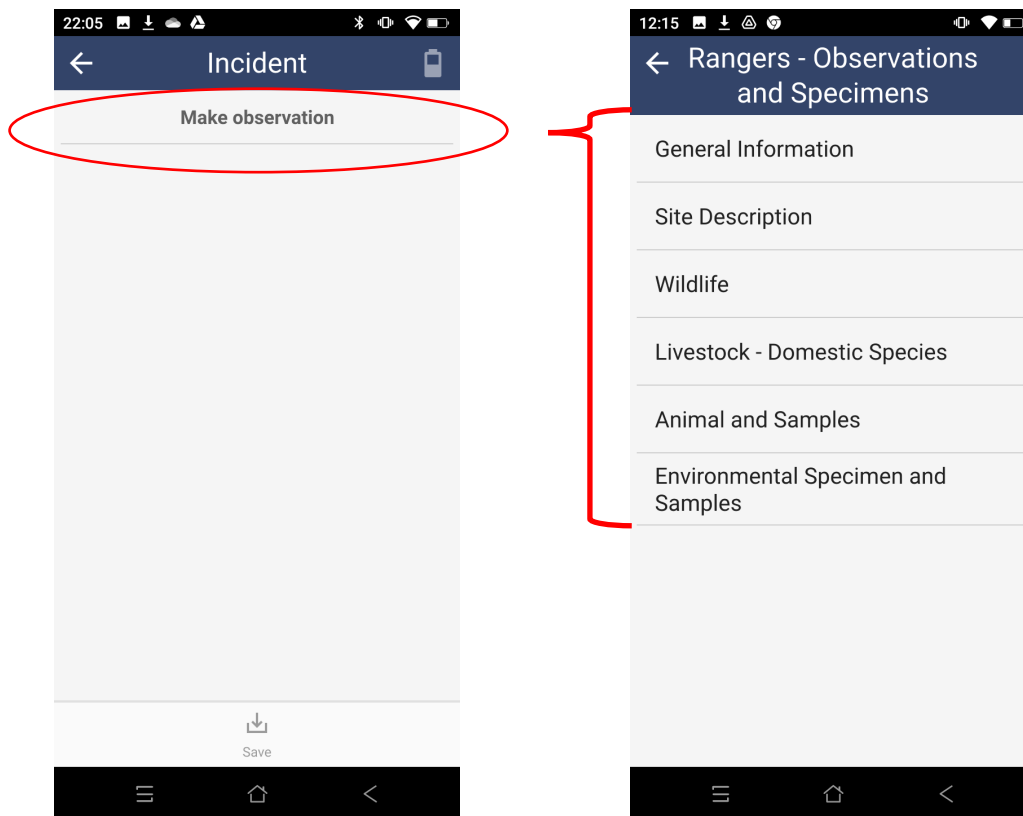 22:05
Incident
Make observation
Save
12:15
Rangers - Observations
and Specimens
General Information
Site Description
Wildlife
Livestock - Domestic Species
Animal and Samples
Environmental Specimen and
Samples